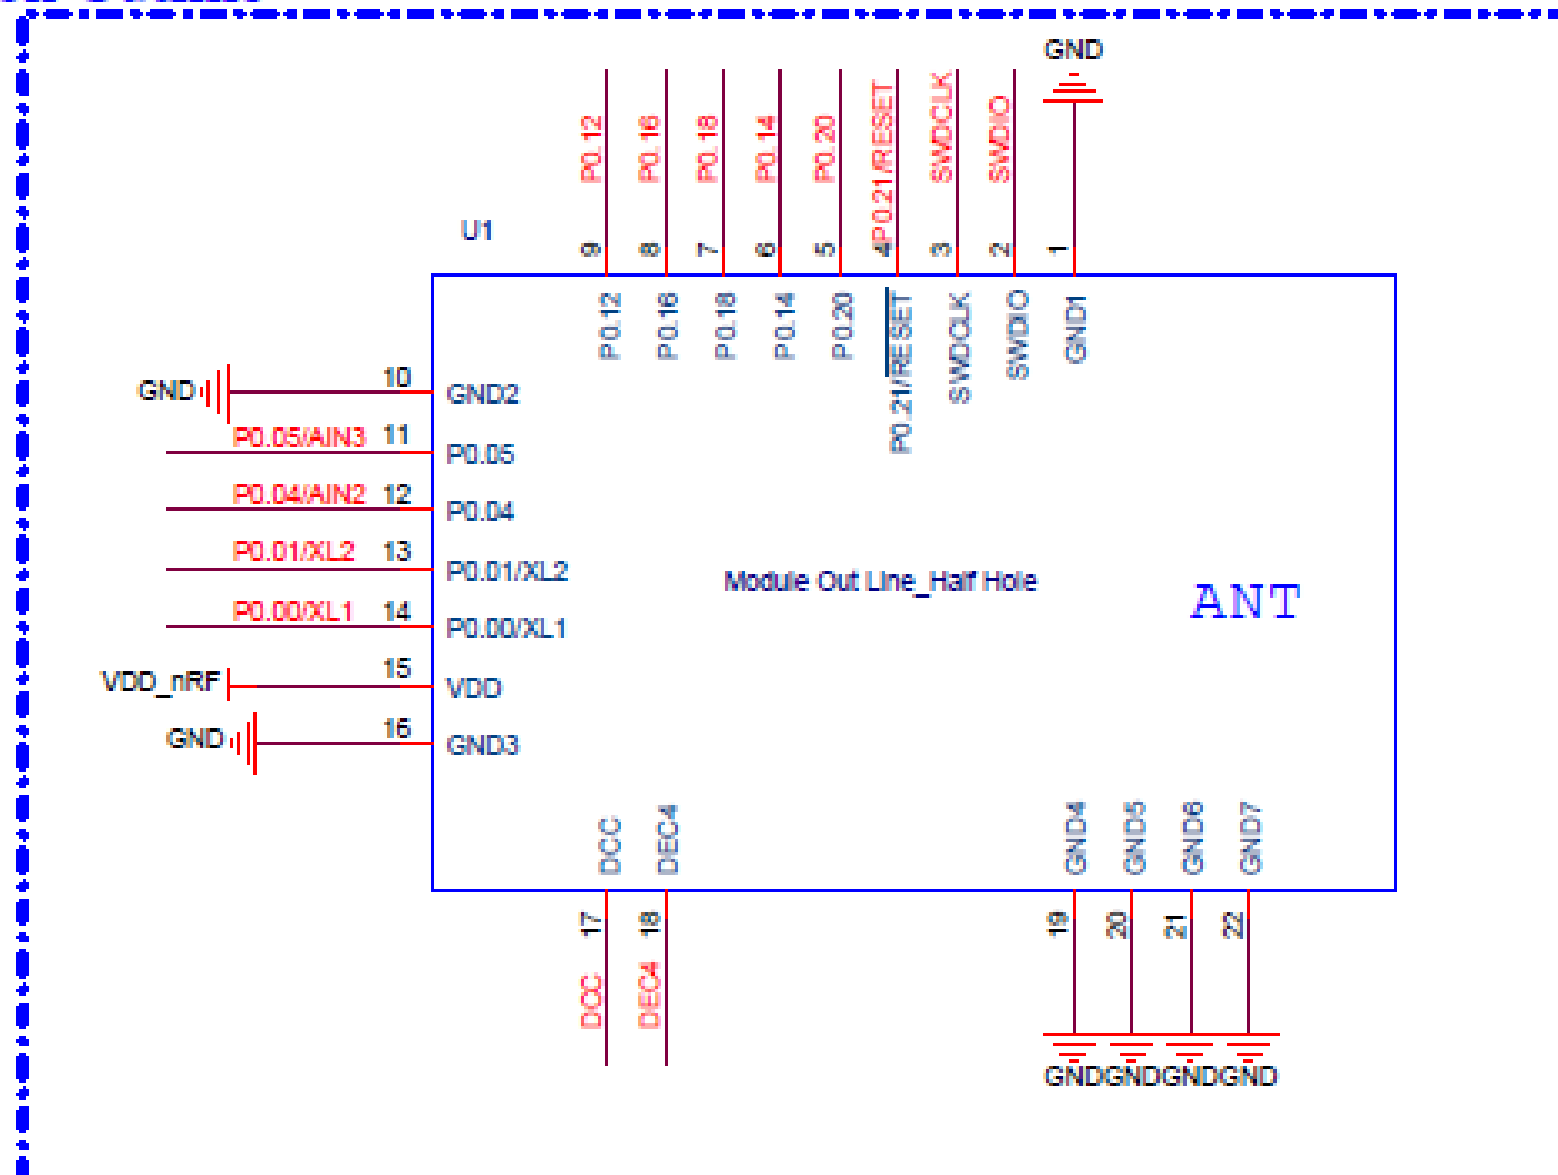 GND
P0.12
P0.16
P0.18
P0.14
P0.20
P0.21/RESET
SWDCLK
SWDIO
U1
9
8
7
6
5
4
3
2
1
P0.12
P0.16
P0.18
P0.14
P0.20
P0.21/RESET
SWDCLK
SWDIO
GND1
GND 10 GND2
P0.05/AIN3 11 P0.05
P0.04/AIN2 12 P0.04
P0.01/XL2 13 P0.01/XL2
P0.00/XL1 14 P0.00/XL1
VDD_nRF 15 VDD
GND 16 GND3
Module Out Line_Half Hole
ANT
DCC
DEC4
GND4
GND5
GND6
GND7
17
18
19
20
21
22
DCC
DEC4
GND GND GND GND